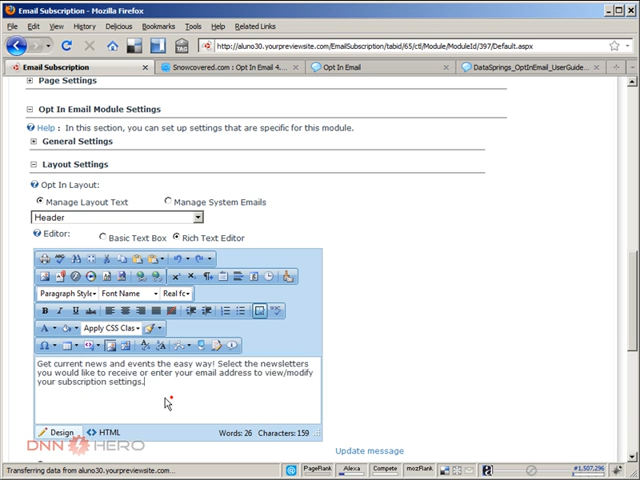 Email Subscription - Mozilla Firefox
File Edit View History Delicious Bookmarks Tools Help Related Links
http://aluno30.yourpreviewsite.com/EmailSubscription/tabid/65/ctl/Module/ModuleId/397/Default.aspx
Email Subscription
Snowcovered.com : Opt In Email 4....
Opt In Email
DataSprings_OptInEmail_UserGuide...
Page Settings
Opt In Email Module Settings
Help : In this section, you can set up settings that are specific for this module.
General Settings
Layout Settings
Opt In Layout:
Manage Layout Text Manage System Emails
Header
Editor:
Basic Text Box Rich Text Editor
Paragraph Style Font Name Real fo
B I U abc
Apply CSS Clas
Get current news and events the easy way! Select the newsletters
you would like to receive or enter your email address to view/modify
your subscription settings.
Design HTML Words: 26 Characters: 159
DNN HERO
Update message
Transferring data from aluno30.yourpreviewsite.com...
PageRank Alexa Compete mozRank #1,507,296